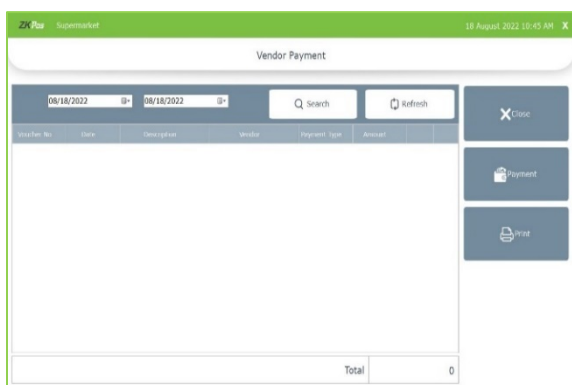 ZKPos Supermarket 18 August 2022 10:45 AM X
Vendor Payment
08/18/2022 08/18/2022 Search Refresh
Voucher No Date Description Vendor Payment Type Amount
Close
Payment
Print
Total 0